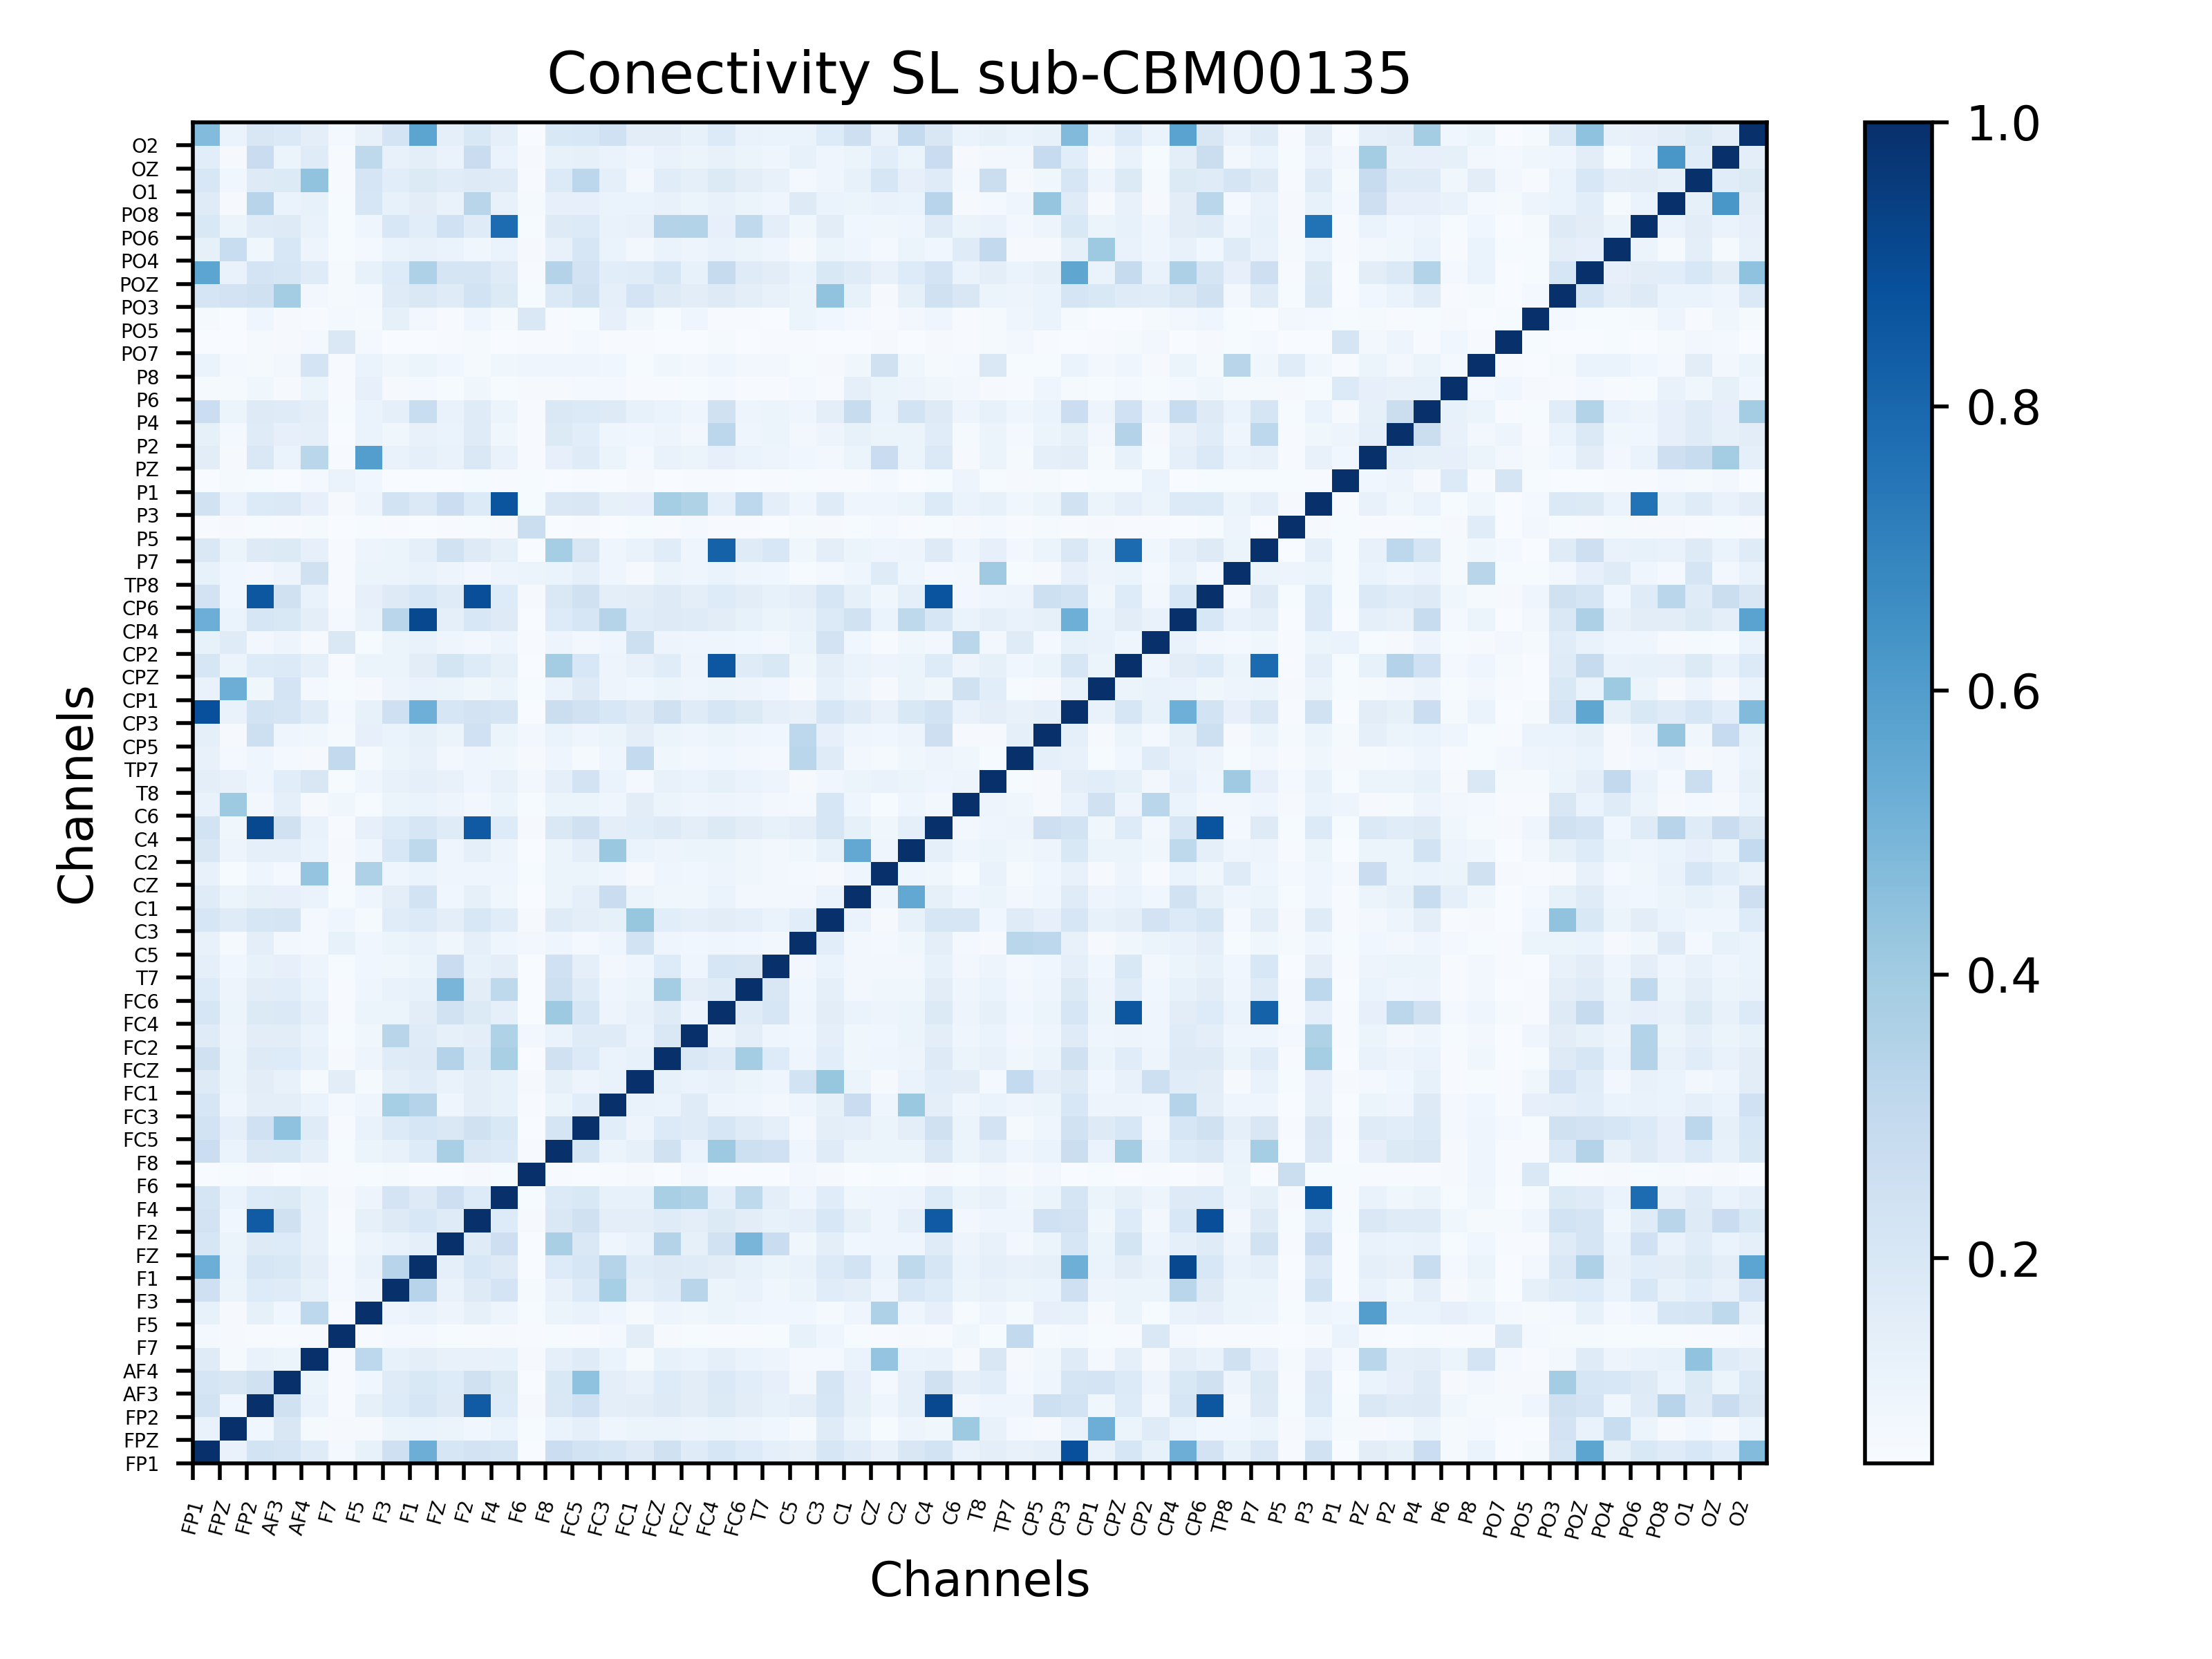 Conectivity SL sub-CBM00135
1.0
O2
OZ
O1
PO8
PO6
PO4
POZ
PO3
PO5
PO7
P8
P6
P4
P2
PZ
P1
P3
P5
P7
TP8
CP6
CP4
CP2
CPZ
CP1
CP3
CP5
TP7
T8
C6
C4
C2
CZ
C1
C3
C5
T7
FC6
FC4
FC2
FCZ
FC1
FC3
FC5
F8
F6
F4
F2
FZ
F1
F3
F5
F7
AF4
AF3
FP2
FPZ
FP1
Channels
0.8
0.6
0.4
0.2
FP1 FPZ FP2 AF3 AF4 F7 F5 F3 F1 FZ F2 F4 F6 F8 FC5 FC3 FC1 FCZ FC2 FC4 FC6 T7 C5 C3 C1 CZ C2 C4 C6 T8 TP7 CP5 CP3 CP1 CPZ CP2 CP4 CP6 TP8 P7 P5 P3 P1 PZ P2 P4 P6 P8 PO7 PO5 PO3 POZ PO4 PO6 PO8 O1 OZ O2
Channels